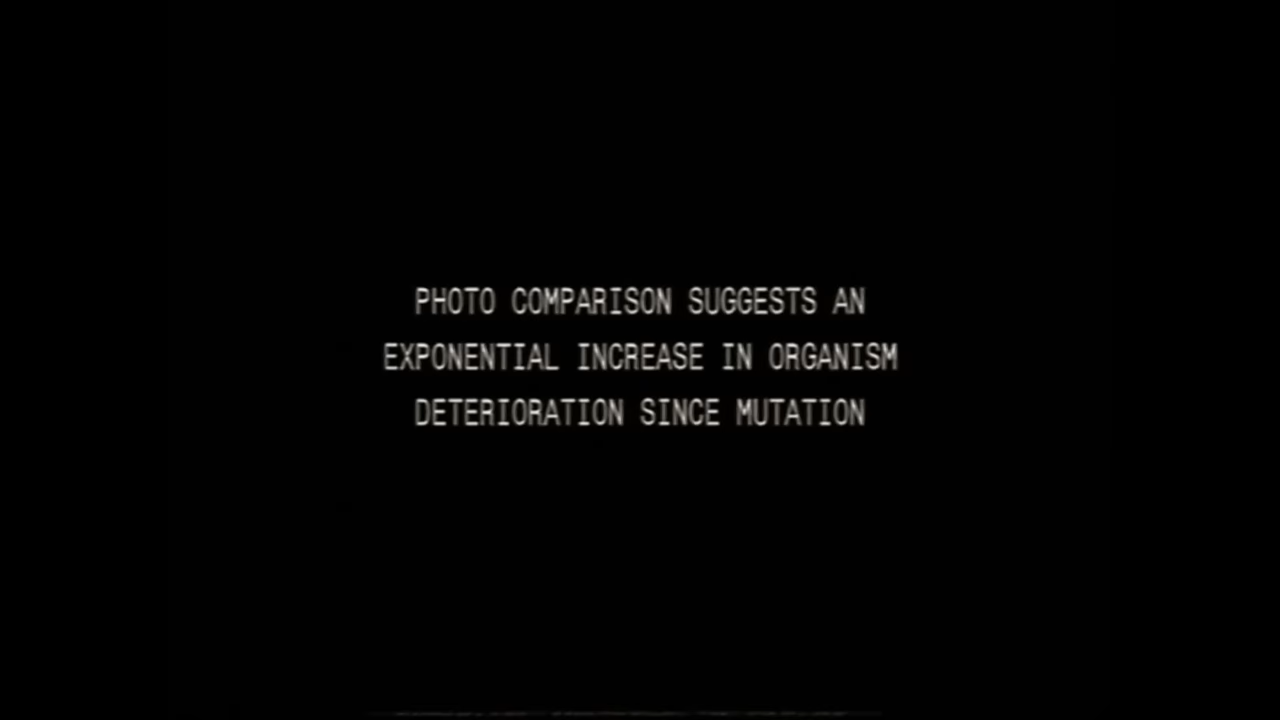 PHOTO COMPARISON SUGGESTS AN
EXPONENTIAL INCREASE IN ORGANISM
DETERIORATION SINCE MUTATION